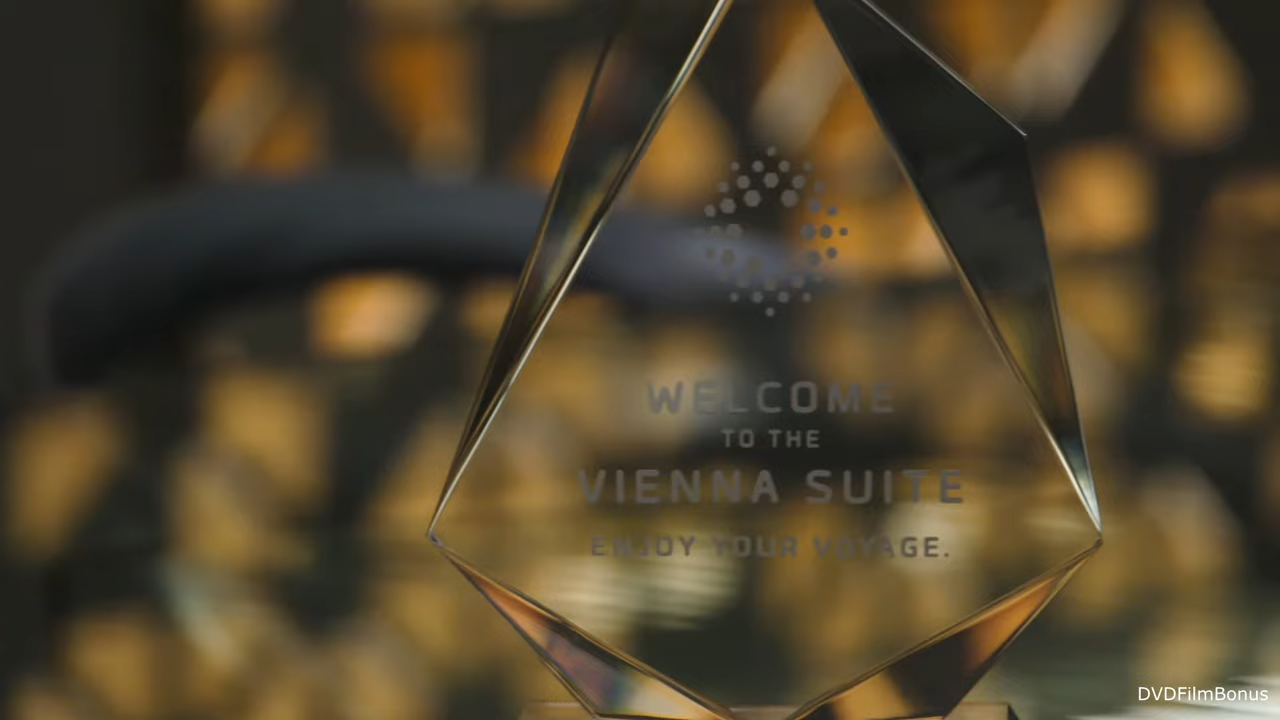 WELCOME
TO THE
VIENNA SUITE
ENJOY YOUR VOYAGE.
DVDFilmBonus